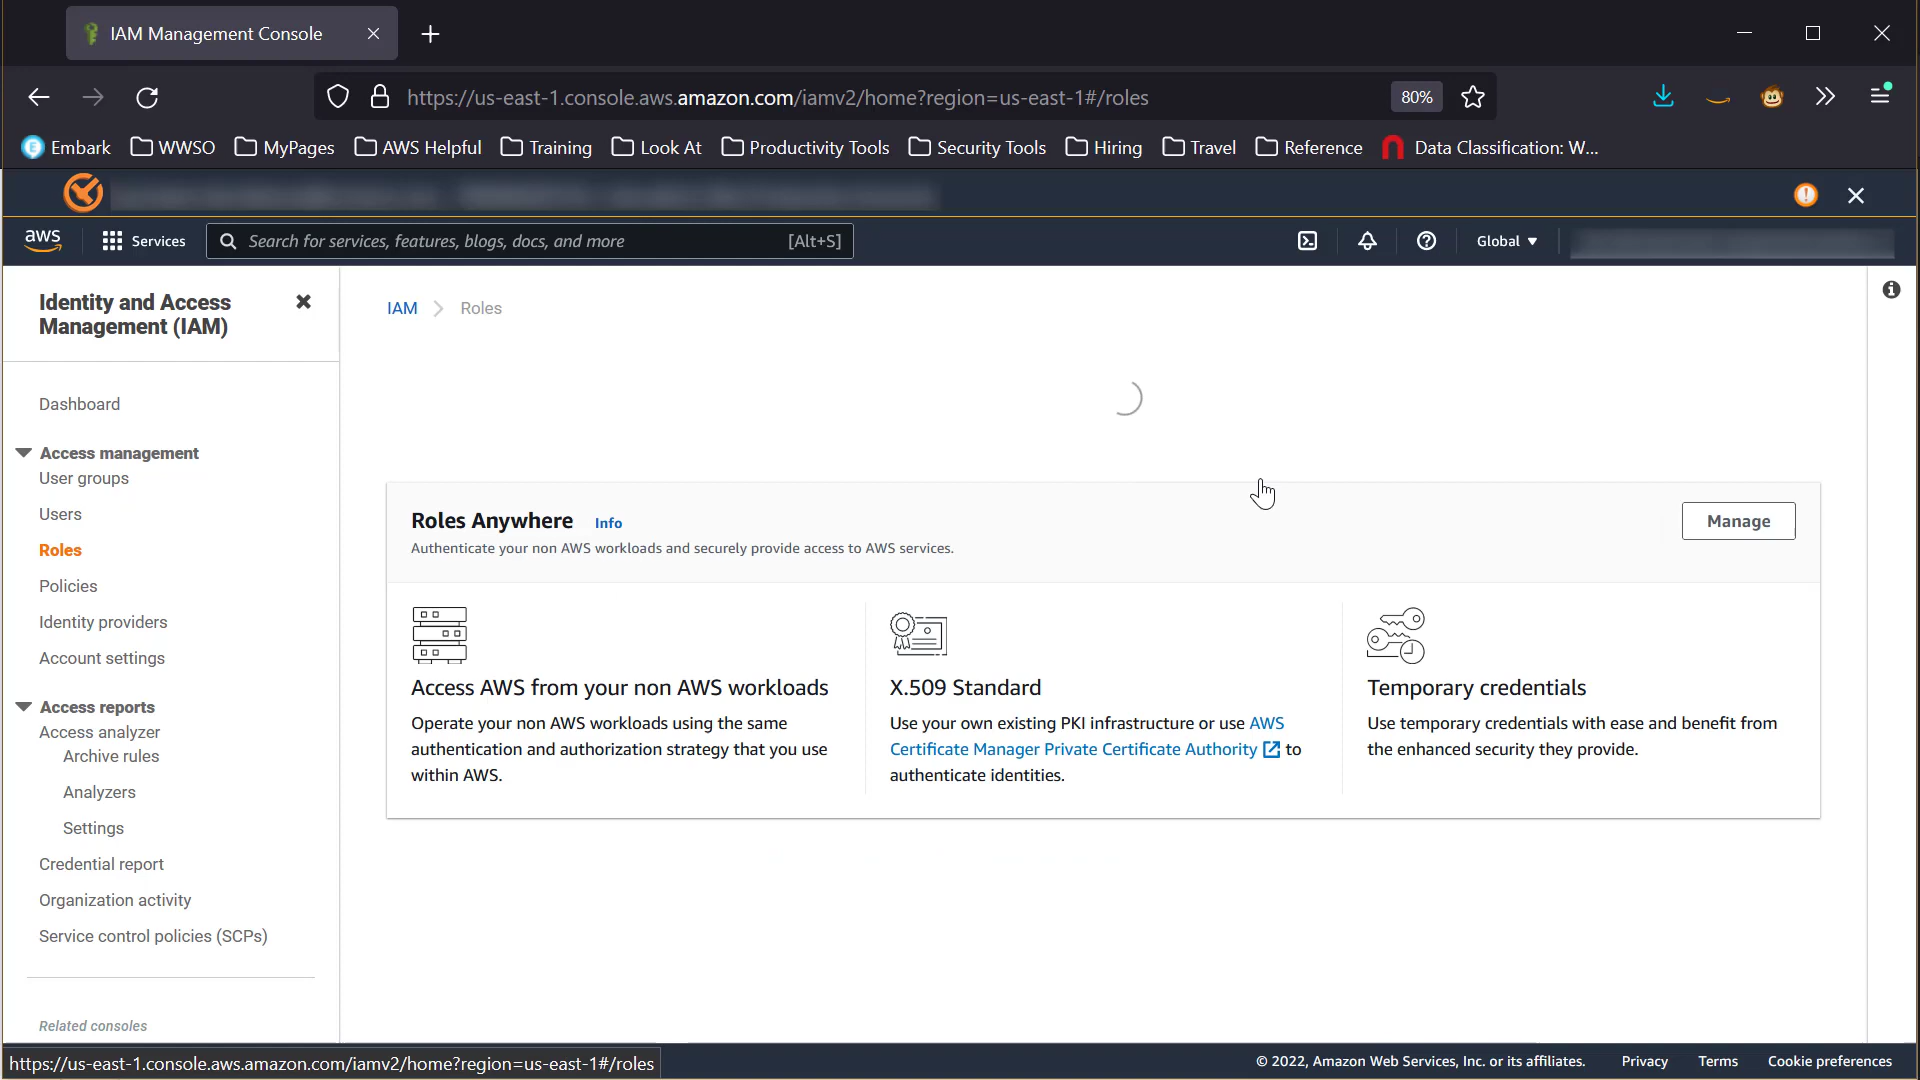 IAM Management Console
https://us-east-1.console.aws.amazon.com/iamv2/home?region=us-east-1#/roles
80%
Embark
WWSO
MyPages
AWS Helpful
Training
Look At
Productivity Tools
Security Tools
Hiring
Travel
Reference
Data Classification: W...
aws
Services
Search for services, features, blogs, docs, and more
[Alt+S]
Global
Identity and Access
Management (IAM)
IAM
Roles
Dashboard
Access management
User groups
Users
Roles
Policies
Identity providers
Account settings
Access reports
Access analyzer
Archive rules
Analyzers
Settings
Credential report
Organization activity
Service control policies (SCPs)
Related consoles
Roles Anywhere
Info
Authenticate your non AWS workloads and securely provide access to AWS services.
Manage
Access AWS from your non AWS workloads
Operate your non AWS workloads using the same
authentication and authorization strategy that you use
within AWS.
X.509 Standard
Use your own existing PKI infrastructure or use AWS
Certificate Manager Private Certificate Authority to
authenticate identities.
Temporary credentials
Use temporary credentials with ease and benefit from
the enhanced security they provide.
https://us-east-1.console.aws.amazon.com/iamv2/home?region=us-east-1#/roles
© 2022, Amazon Web Services, Inc. or its affiliates.
Privacy
Terms
Cookie preferences